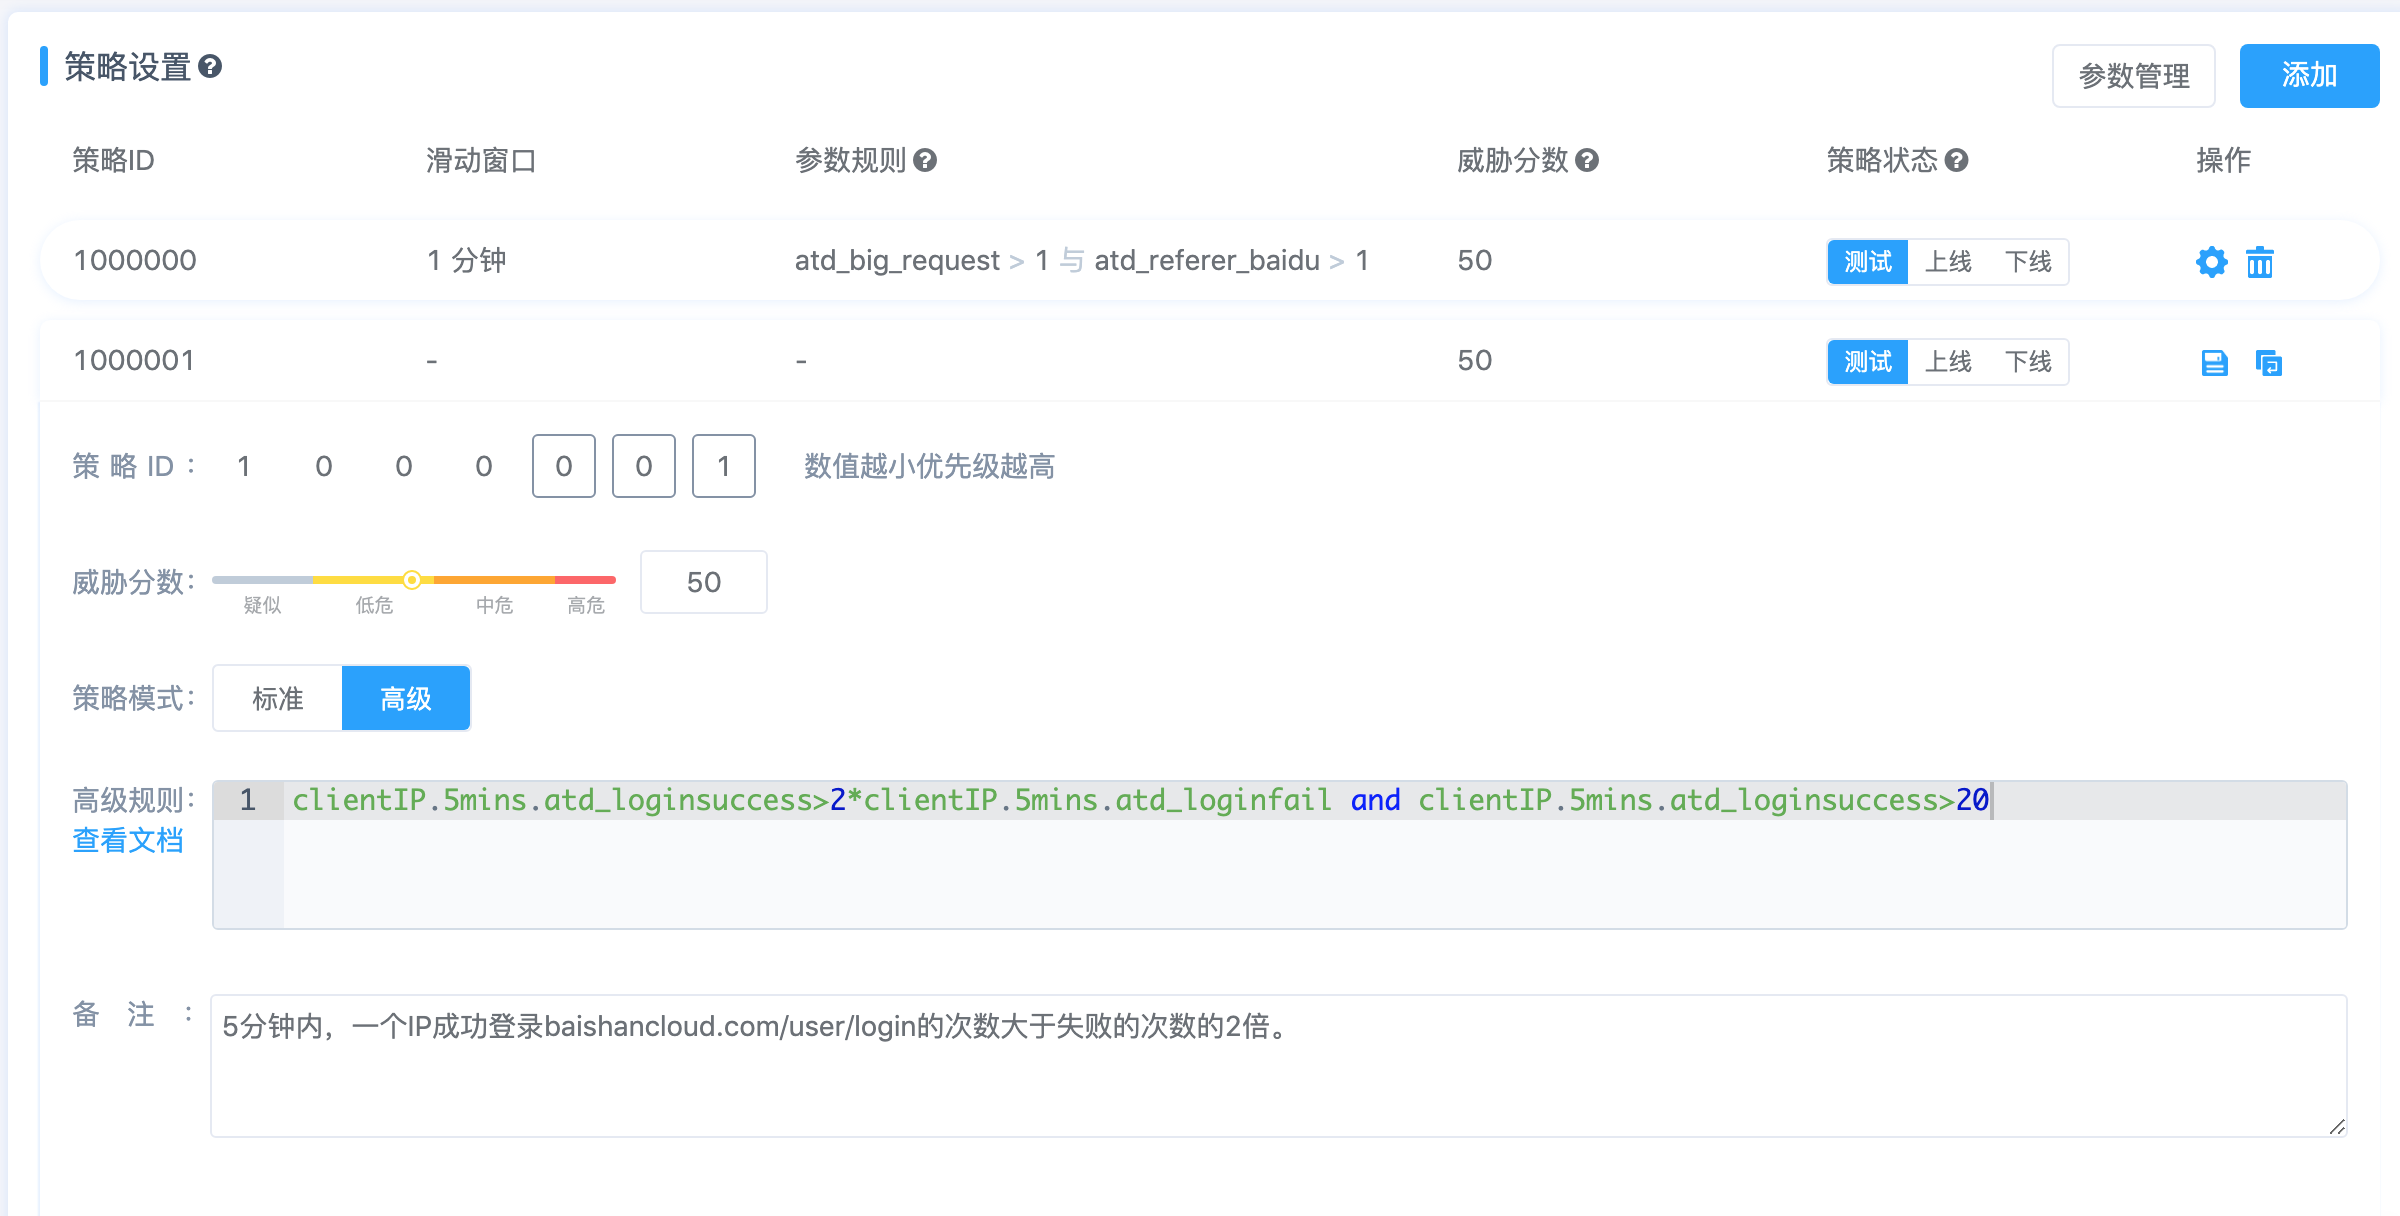 策略设置
参数管理 添加
策略ID 滑动窗口 参数规则 威胁分数 策略状态 操作
1000000 1 分钟 atd_big_request > 1 与 atd_referer_baidu > 1 50 测试 上线 下线
1000001 - - 50 测试 上线 下线
策 略 ID : 1 0 0 0 0 0 1 数值越小优先级越高
威胁分数: 50
疑似 低危 中危 高危
策略模式: 标准 高级
高级规则: 1 clientIP.5mins.atd_loginsuccess>2*clientIP.5mins.atd_loginfail and clientIP.5mins.atd_loginsuccess>20
查看文档
备 注 : 5分钟内，一个IP成功登录baishancloud.com/user/login的次数大于失败的次数的2倍。